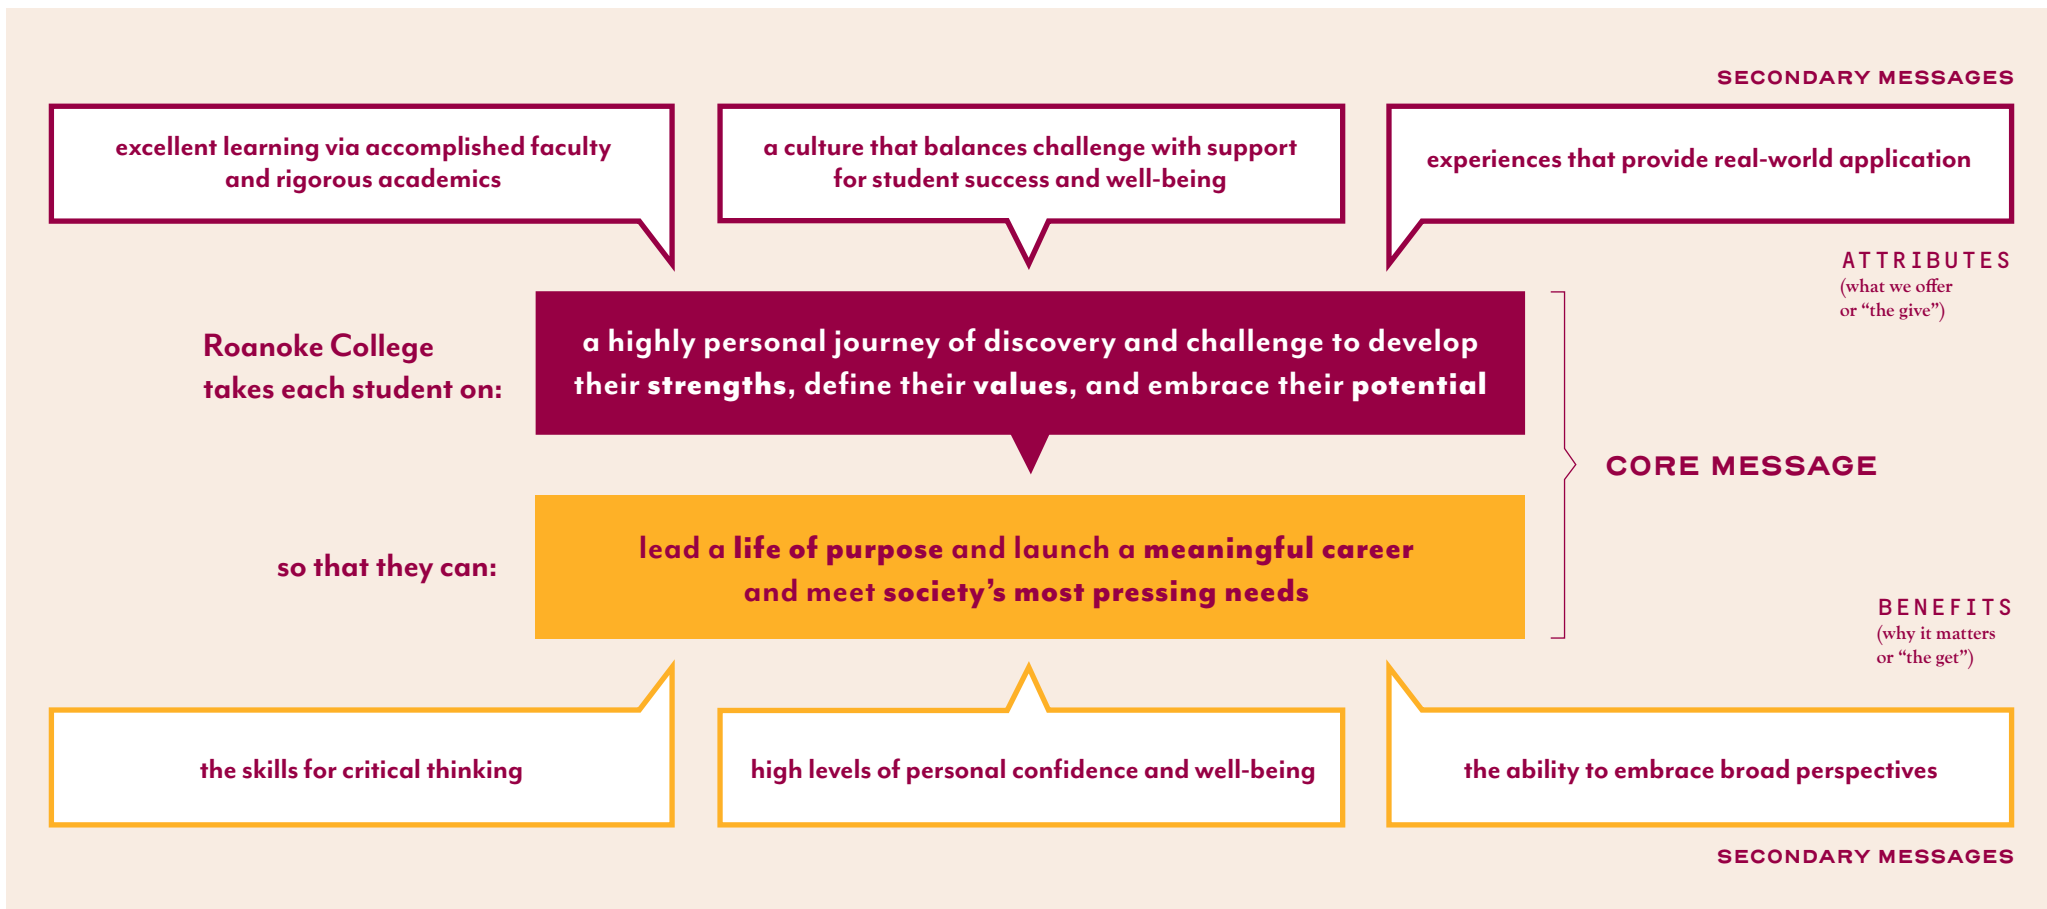 SECONDARY MESSAGES
excellent learning via accomplished faculty
and rigorous academics
a culture that balances challenge with support
for student success and well-being
experiences that provide real-world application
ATTRIBUTES
(what we offer
or “the give”)
Roanoke College
takes each student on:
a highly personal journey of discovery and challenge to develop
their strengths, define their values, and embrace their potential
CORE MESSAGE
so that they can:
lead a life of purpose and launch a meaningful career
and meet society’s most pressing needs
BENEFITS
(why it matters
or “the get”)
the skills for critical thinking
high levels of personal confidence and well-being
the ability to embrace broad perspectives
SECONDARY MESSAGES